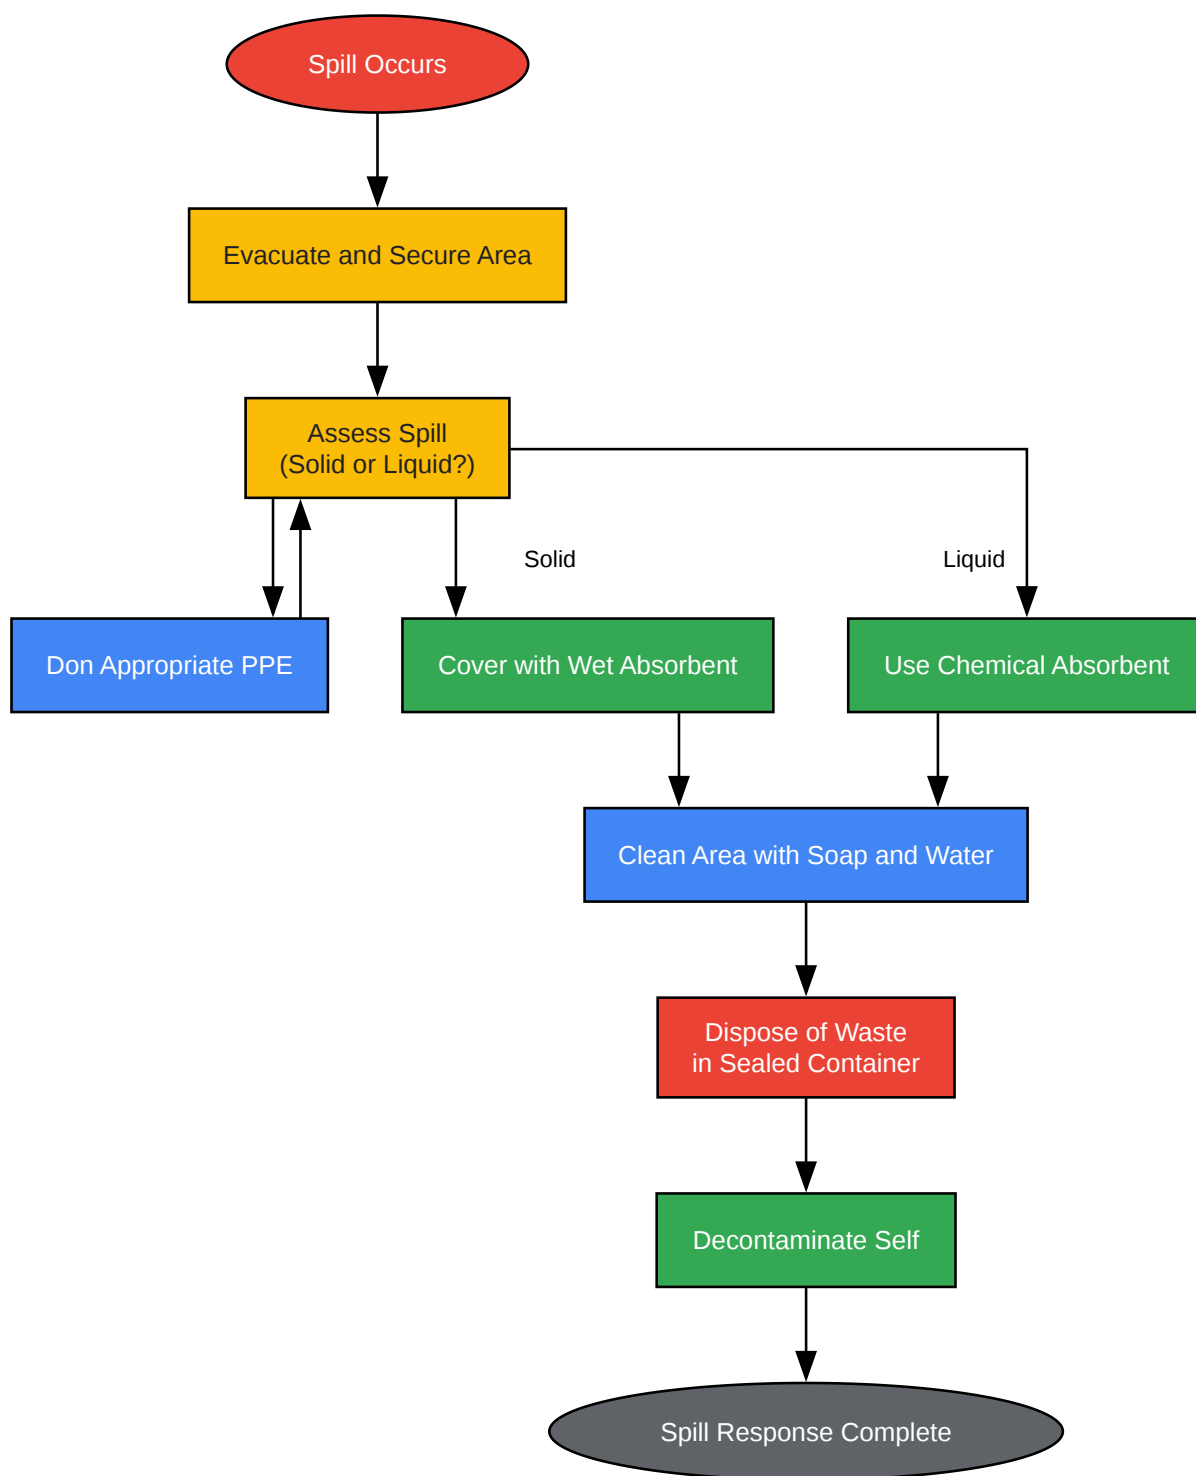 Spill Occurs
Evacuate and Secure Area
Assess Spill
(Solid or Liquid?)
Solid
Liquid
Don Appropriate PPE
Cover with Wet Absorbent
Use Chemical Absorbent
Clean Area with Soap and Water
Dispose of Waste
in Sealed Container
Decontaminate Self
Spill Response Complete